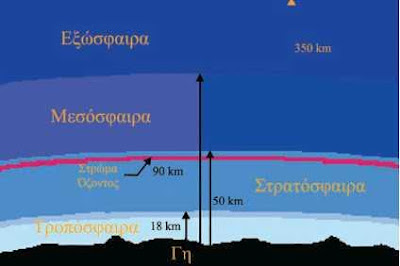 Εξώσφαιρα
350 km
Μεσόσφαιρα
Στρώμα
Όζοντος
90 km
Στρατόσφαιρα
50 km
Τροπόσφαιρα
18 km
Γη